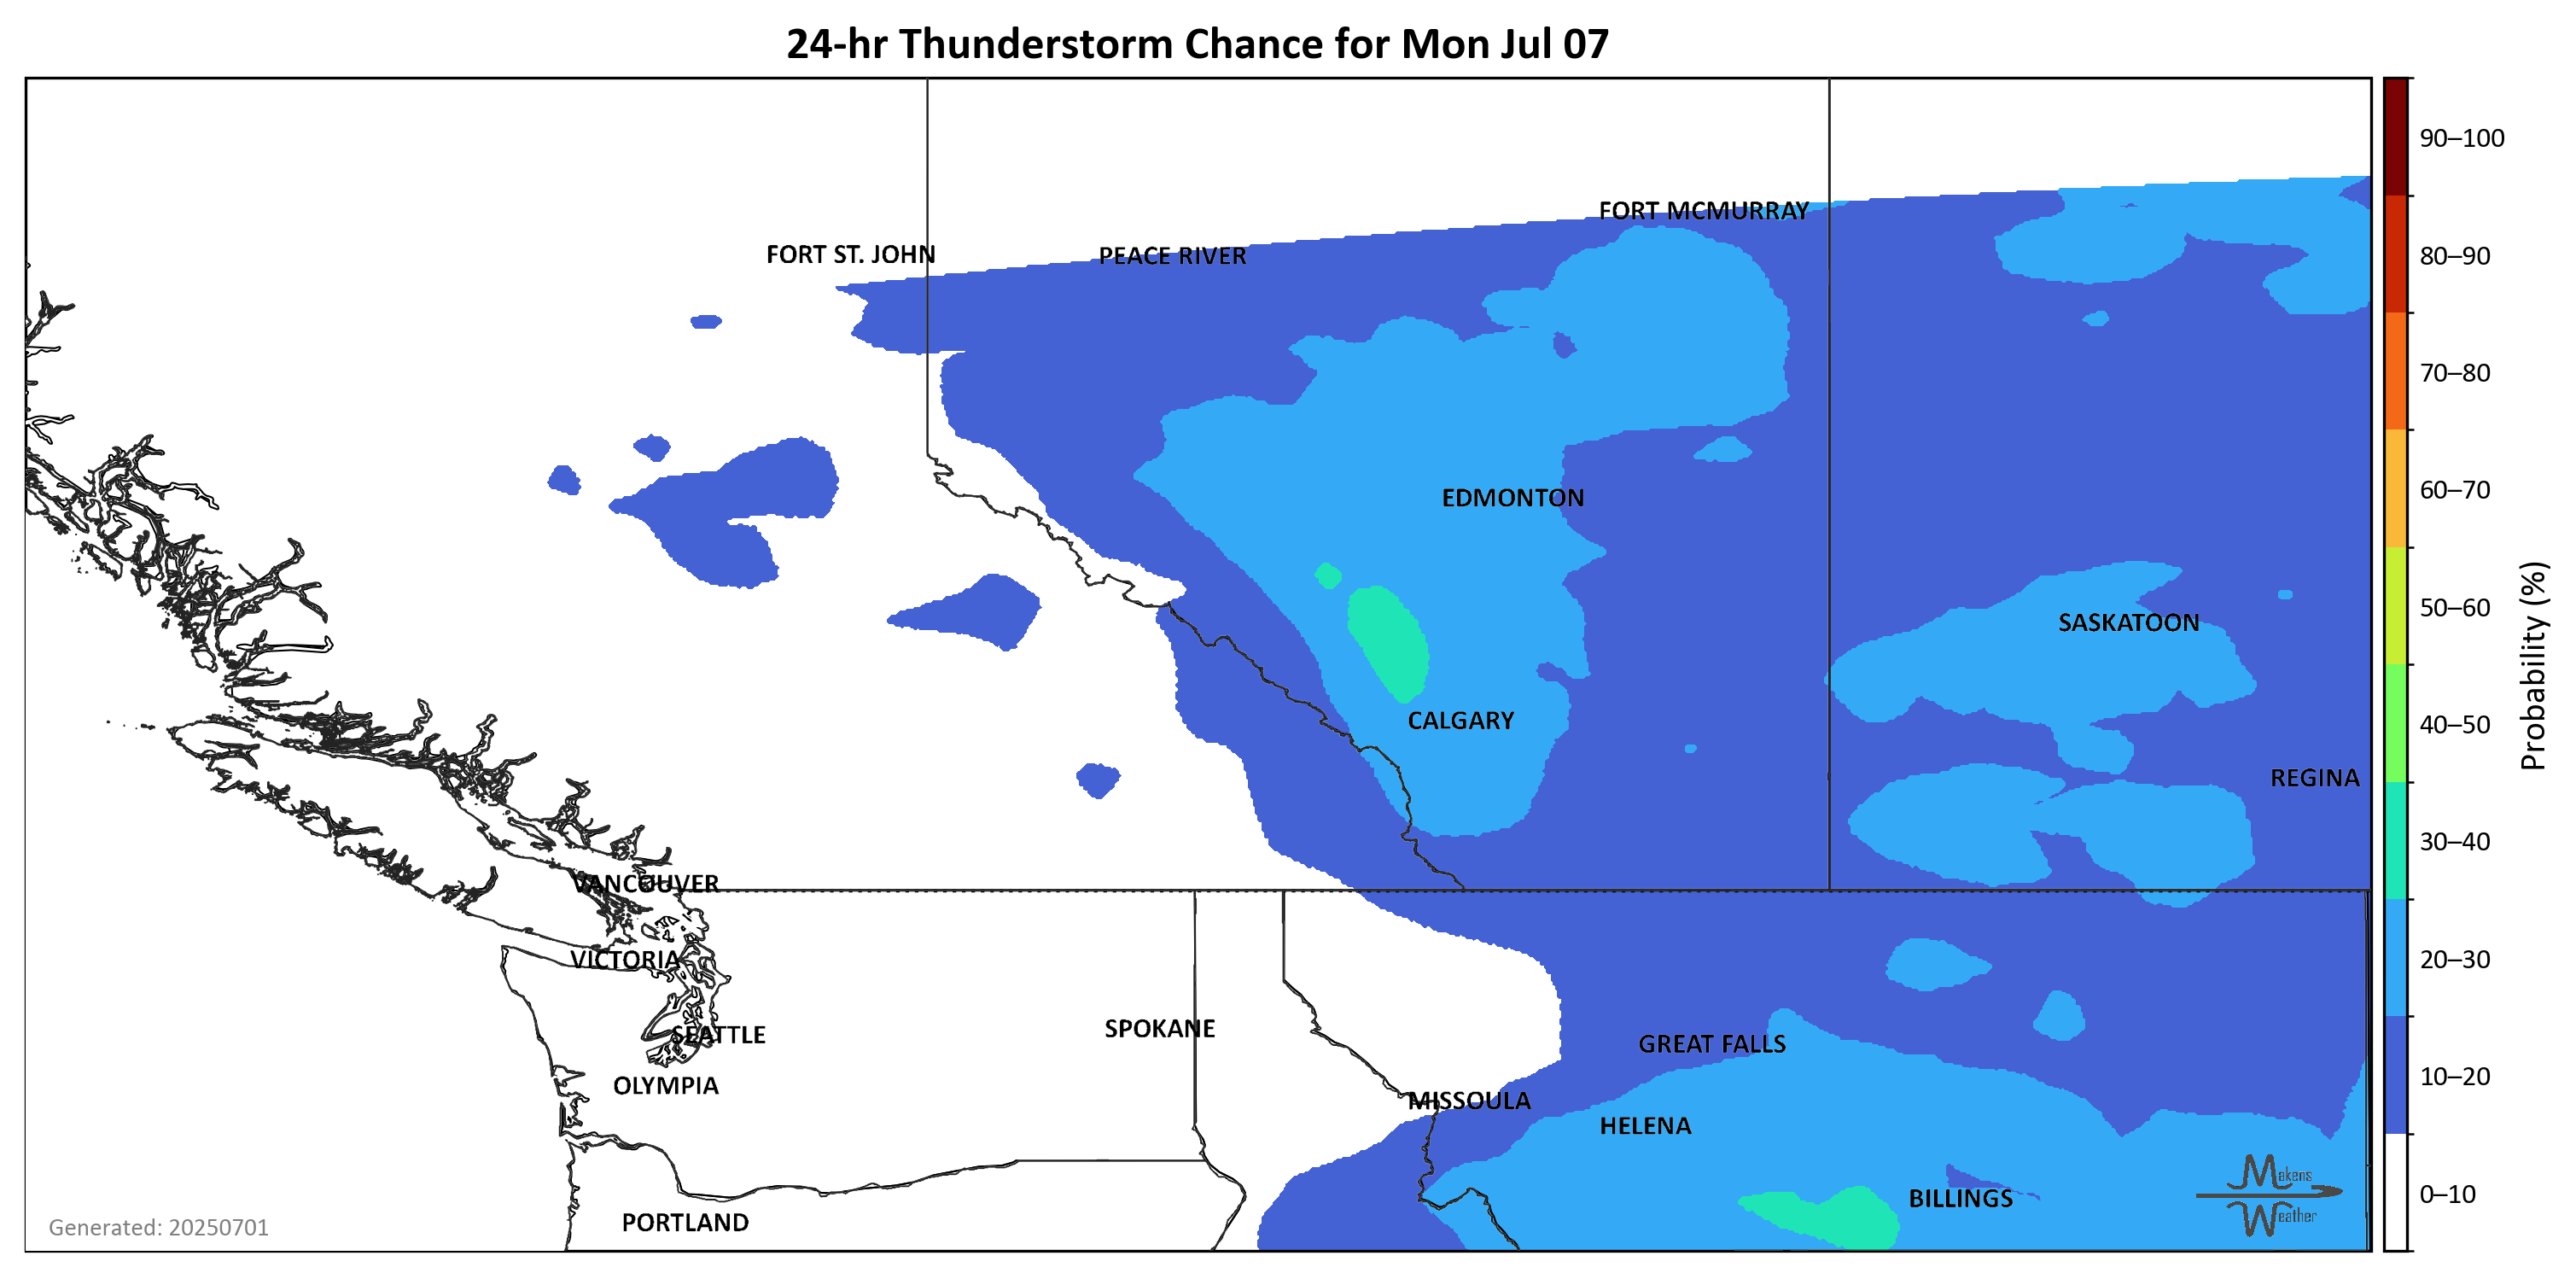 24-hr Thunderstorm Chance for Mon Jul 07
FORT MCMURRAY
FORT ST. JOHN
PEACE RIVER
EDMONTON
SASKATOON
CALGARY
REGINA
VANCOUVER
VICTORIA
SEATTLE
SPOKANE
GREAT FALLS
OLYMPIA
MISSOULA
HELENA
BILLINGS
PORTLAND
Makens
Weather
Generated: 20250701
90–100
80–90
70–80
60–70
50–60
40–50
30–40
20–30
10–20
0–10
Probability (%)